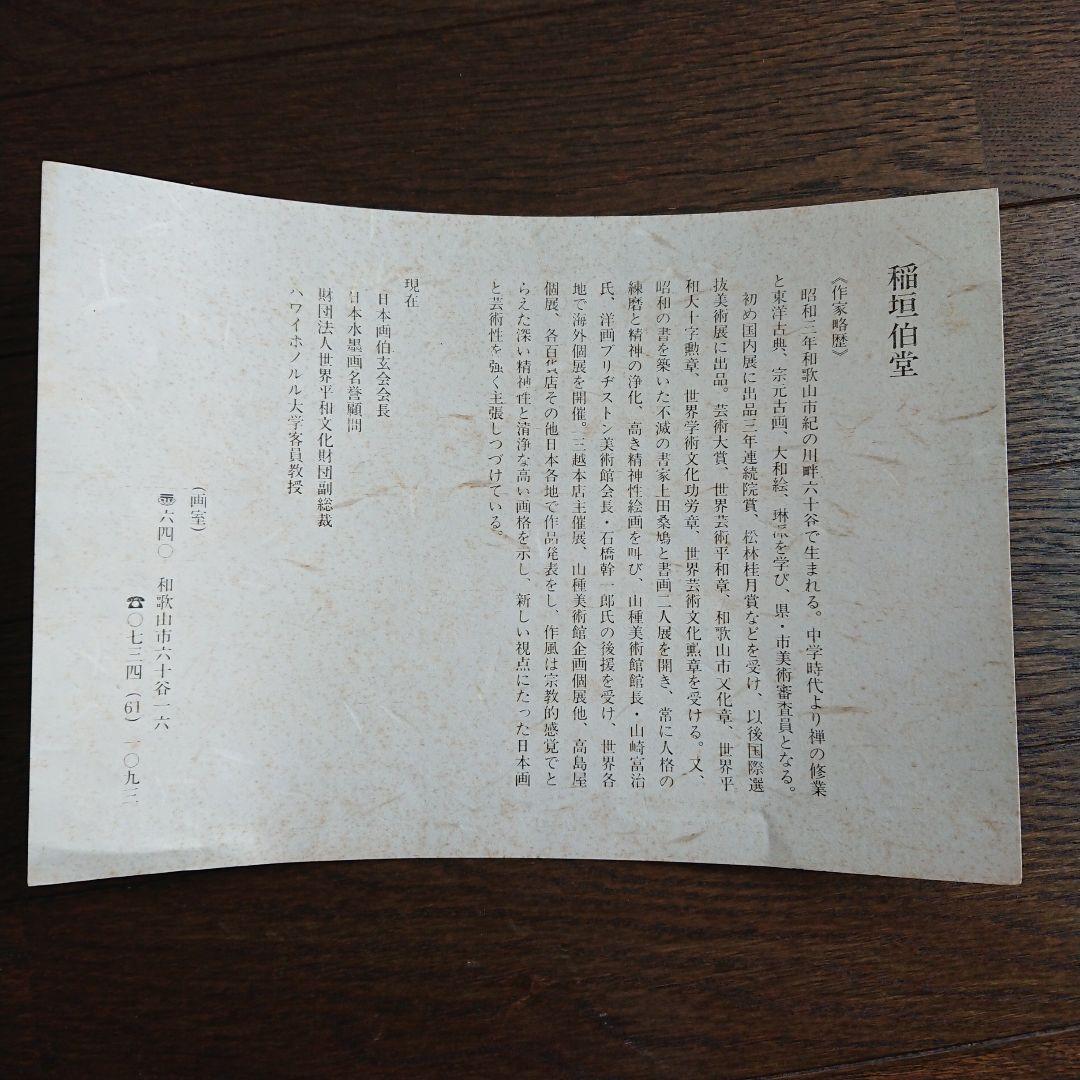 稲垣伯堂
《作家略歴》
昭和二年和歌山市紀の川畔六十谷で生まれる。中学時代より禅の修業
と東洋古典、宗元古画、大和絵、琳派を学び、県・市美術審査員となる。
初め国内展に出品三年連続院賞、松林桂月賞などを受け、以後国際選
抜美術展に出品。芸術大賞、世界芸術平和章、和歌山市文化章、世界平
和大十字勲章、世界学術文化功労章、世界芸術文化勲章を受ける。又、
昭和の書を築いた不滅の書家上田桑鳩と書画二人展を開き、常に人格の
練磨と精神の浄化、高き精神性絵画を叫び、山種美術館館長・山崎富治
氏、洋画ブリヂストン美術館会長・石橋幹一郎氏の後援を受け、世界各
地で海外個展を開催。三越本店主催展、山種美術館企画個展他、高島屋
個展、各百貨店その他日本各地で作品発表をし、作風は宗教的感覚でと
らえた深い精神性と清浄な高い画格を示し、新しい視点にたった日本画
と芸術性を強く主張しつづけている。
現在
日本画伯玄会会長
日本水墨画名誉顧問
財団法人世界平和文化財団副総裁
ハワイホノルル大学客員教授
(画室)
〠六四〇 和歌山市六十谷一六
☎〇七三四(61)一〇九三